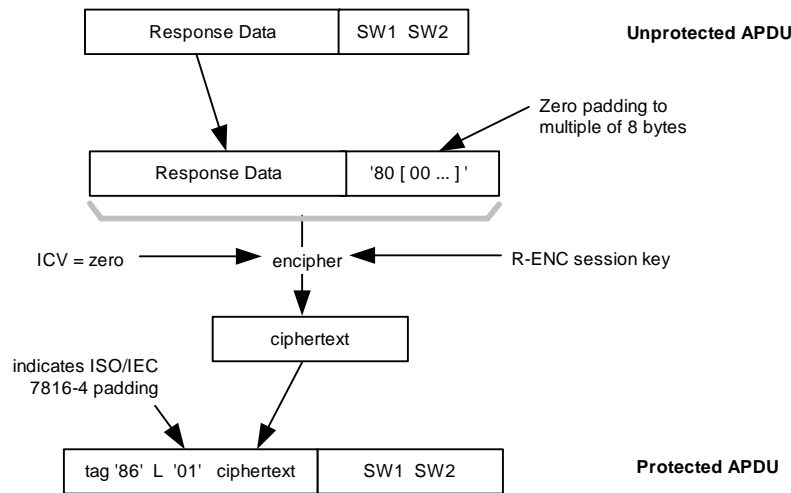 Response Data SW1 SW2 Unprotected APDU
Zero padding to
multiple of 8 bytes
Response Data '80 [ 00 ... ] '
ICV = zero encipher R-ENC session key
ciphertext
indicates ISO/IEC
7816-4 padding
tag '86' L '01' ciphertext SW1 SW2 Protected APDU